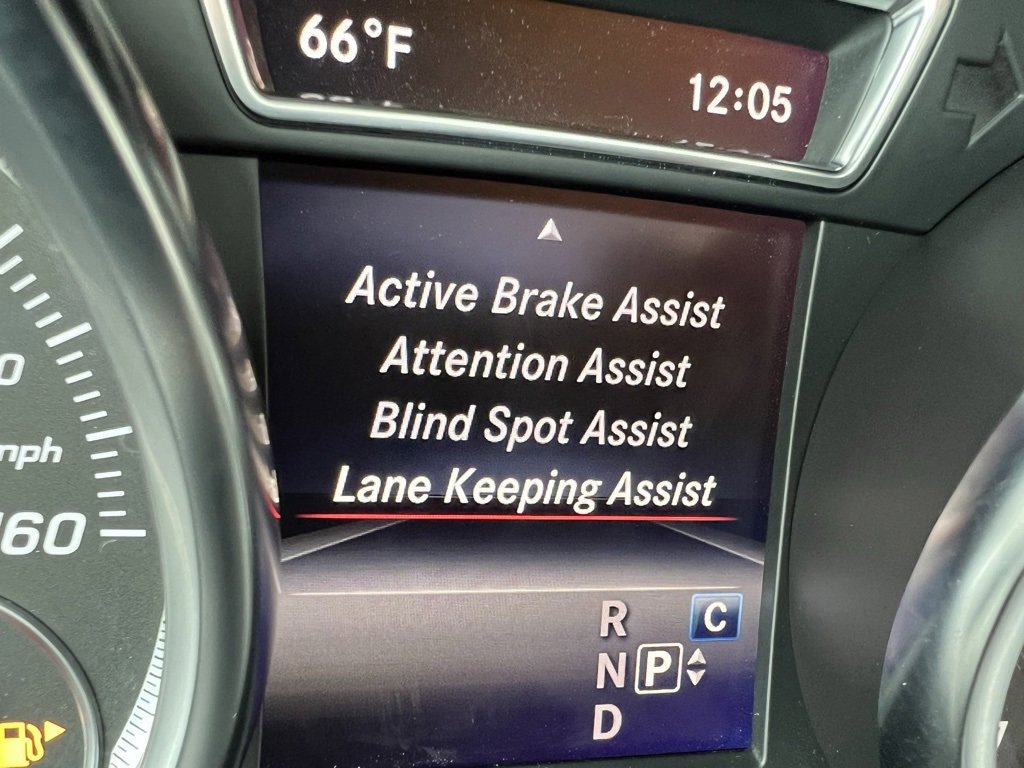 66°F
12:05
Active Brake Assist
Attention Assist
Blind Spot Assist
Lane Keeping Assist
mph
160
R C
N P
D